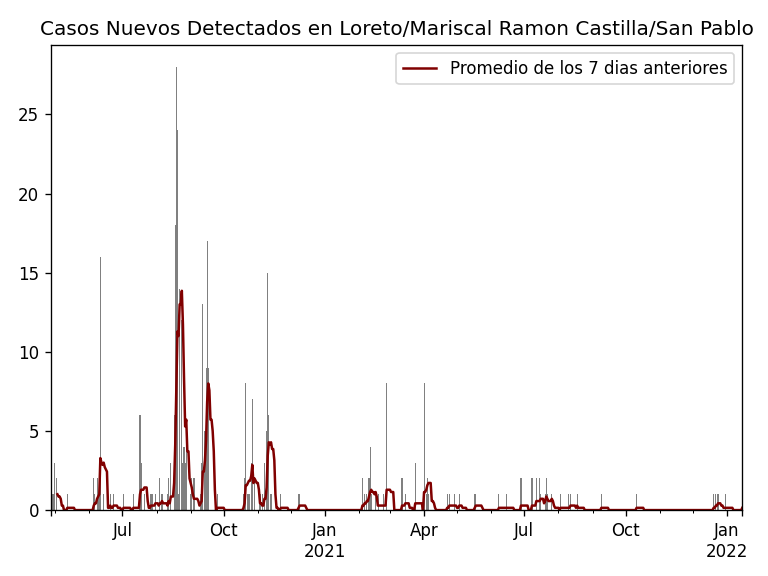 Casos Nuevos Detectados en Loreto/Mariscal Ramon Castilla/San Pablo
Promedio de los 7 dias anteriores
25
20
15
10
5
0
Jul Oct Jan Apr Jul Oct Jan
2021 2022